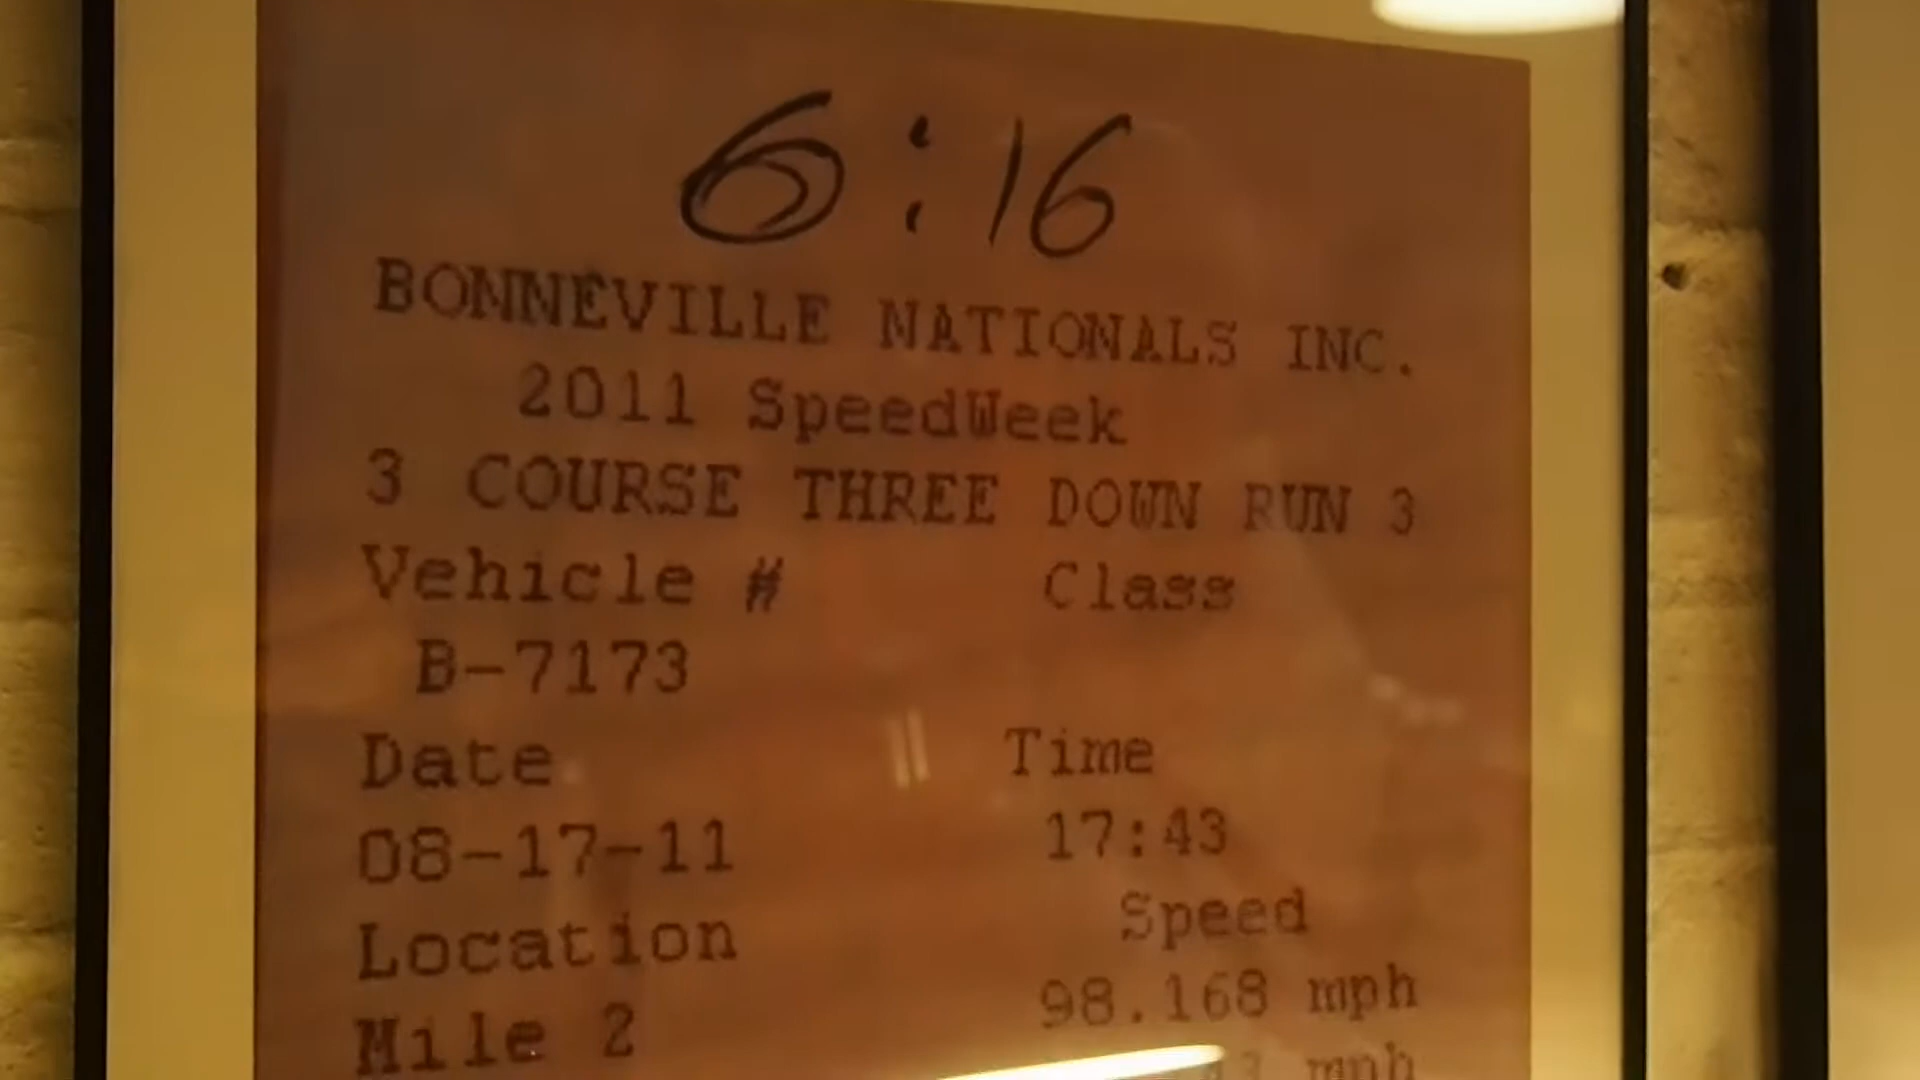 6:16
BONNEVILLE NATIONALS INC.
2011 SpeedWeek
3 COURSE THREE DOWN RUN 3
Vehicle # Class
B-7173
Date Time
08-17-11 17:43
Location Speed
Mile 2 98.168 mph
mph